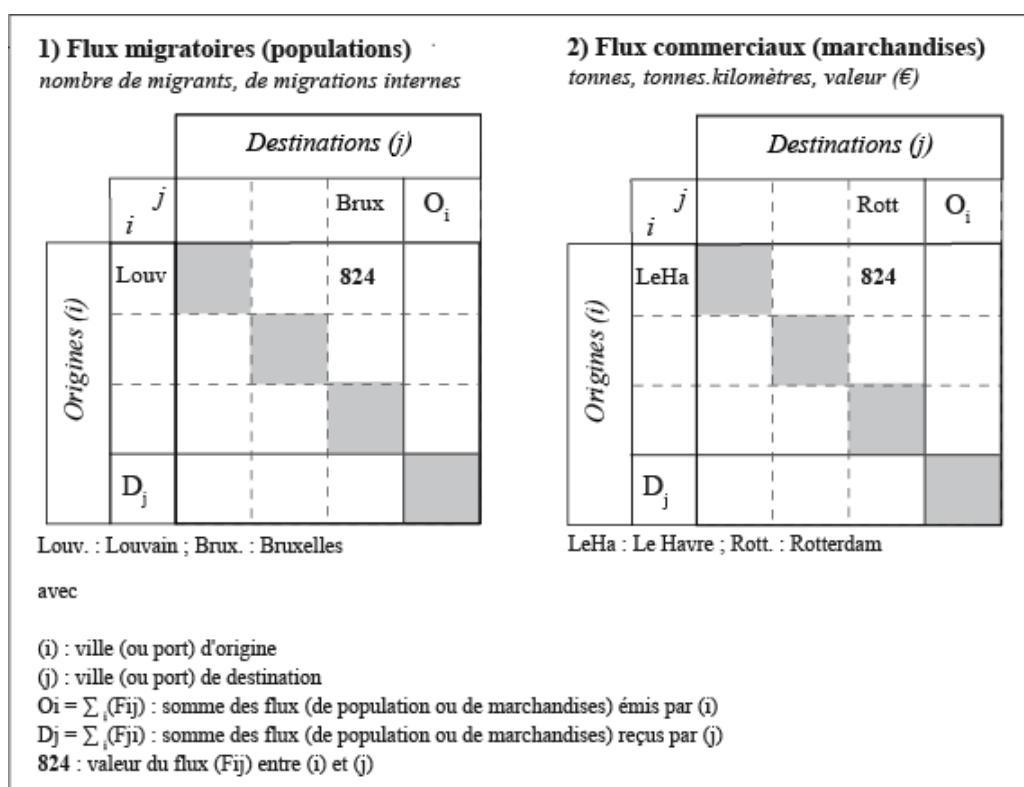 1) Flux migratoires (populations)
nombre de migrants, de migrations internes
Destinations (j)
j
i
Brux
Oi
Origines (i)
Louv
824
Dj
Louv. : Louvain ; Brux. : Bruxelles
2) Flux commerciaux (marchandises)
tonnes, tonnes.kilomètres, valeur (€)
Destinations (j)
j
i
Rott
Oi
Origines (i)
LeHa
824
Dj
LeHa : Le Havre ; Rott. : Rotterdam
avec
(i) : ville (ou port) d'origine
(j) : ville (ou port) de destination
Oi = ∑i(Fij) : somme des flux (de population ou de marchandises) émis par (i)
Dj = ∑i(Fji) : somme des flux (de population ou de marchandises) reçus par (j)
824 : valeur du flux (Fij) entre (i) et (j)